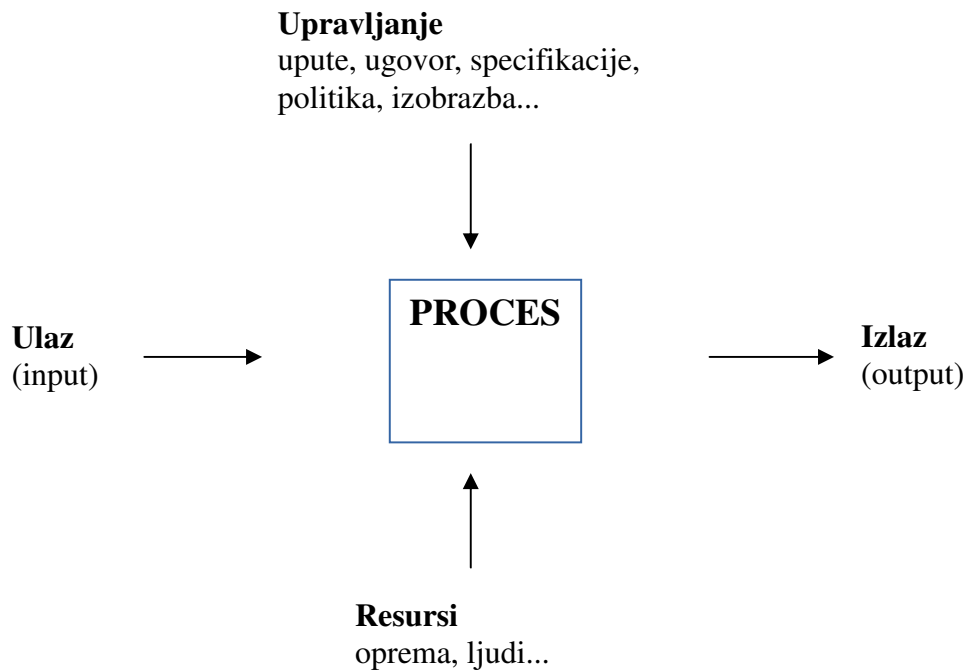 Upravljanje
upute, ugovor, specifikacije,
politika, izobrazba...
PROCES
Ulaz
(input)
Izlaz
(output)
Resursi
oprema, ljudi...